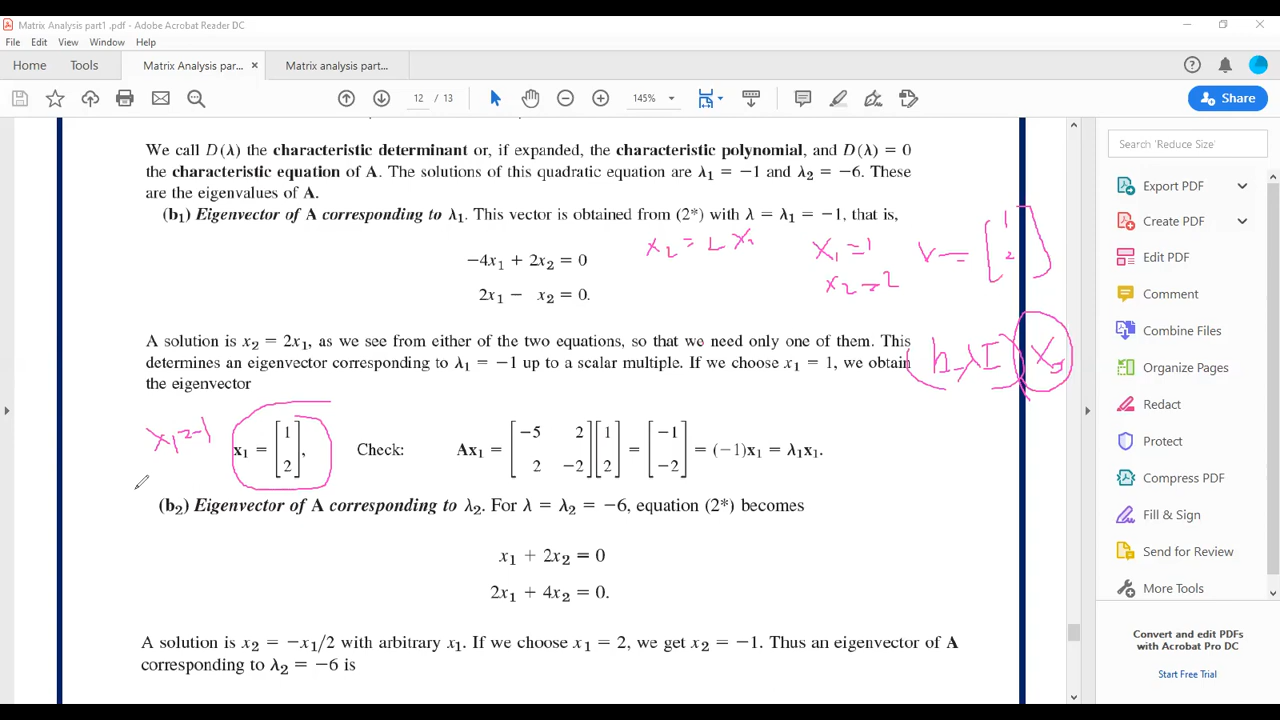 Matrix Analysis part1 .pdf - Adobe Acrobat Reader DC
File Edit View Window Help
Home Tools Matrix Analysis par... × Matrix analysis part...
12 / 13 145% Share
We call D(λ) the characteristic determinant or, if expanded, the characteristic polynomial, and D(λ) = 0
the characteristic equation of A. The solutions of this quadratic equation are λ₁ = −1 and λ₂ = −6. These
are the eigenvalues of A.
(b₁) Eigenvector of A corresponding to λ₁. This vector is obtained from (2*) with λ = λ₁ = −1, that is,
x₂ = 2 x₁ x₁ = 1 v = [1
−4x₁ + 2x₂ = 0
x₂ = 2 2]
2x₁ − x₂ = 0.
A solution is x₂ = 2x₁, as we see from either of the two equations, so that we need only one of them. This
determines an eigenvector corresponding to λ₁ = −1 up to a scalar multiple. If we choose x₁ = 1, we obtain
λI
the eigenvector
x₁ = [1 2], Check: Ax₁ = [−5 2 2 −2][1 2] = [−1 −2] = (−1)x₁ = λ₁x₁.
(b₂) Eigenvector of A corresponding to λ₂. For λ = λ₂ = −6, equation (2*) becomes
x₁ + 2x₂ = 0
2x₁ + 4x₂ = 0.
A solution is x₂ = −x₁/2 with arbitrary x₁. If we choose x₁ = 2, we get x₂ = −1. Thus an eigenvector of A
corresponding to λ₂ = −6 is
Search 'Reduce Size'
Export PDF
Create PDF
Edit PDF
Comment
Combine Files
Organize Pages
Redact
Protect
Compress PDF
Fill & Sign
Send for Review
More Tools
Convert and edit PDFs
with Acrobat Pro DC
Start Free Trial